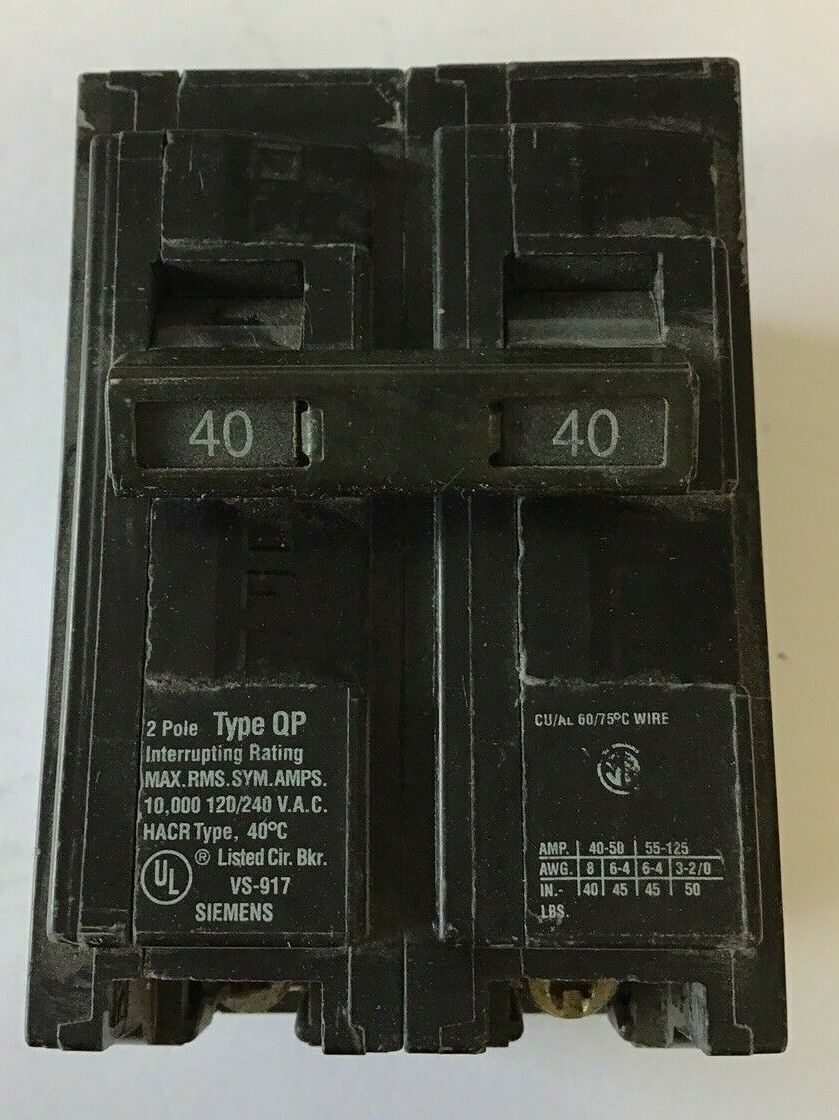 40 40
2 Pole Type QP
Interrupting Rating
MAX.RMS.SYM.AMPS.
10,000 120/240 V.A.C.
HACR Type, 40°C
UL ® Listed Cir. Bkr.
VS-917
SIEMENS
CU/AL 60/75°C WIRE
AMP. 40-50 55-125
AWG. 8 6-4 6-4 3-2/0
IN.- 40 45 45 50
LBS.